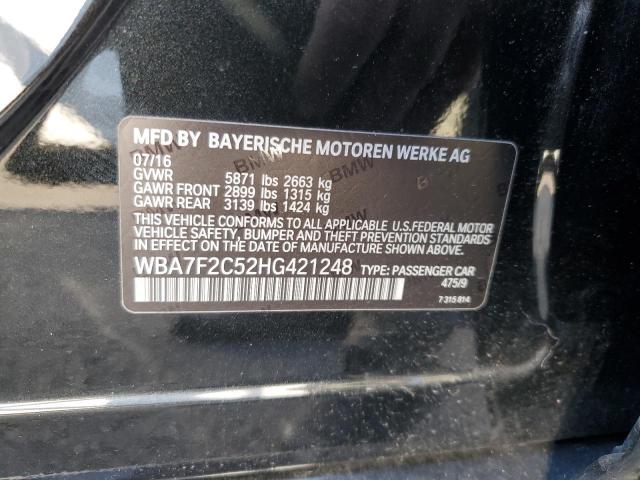 MFD BY BAYERISCHE MOTOREN WERKE AG
07/16
GVWR 5871 lbs 2663 kg
GAWR FRONT 2899 lbs 1315 kg
GAWR REAR 3139 lbs 1424 kg
THIS VEHICLE CONFORMS TO ALL APPLICABLE U.S.FEDERAL MOTOR
VEHICLE SAFETY, BUMPER AND THEFT PREVENTION STANDARDS
IN EFFECT ON THE DATE OF MANUFACTURE SHOWN ABOVE.
WBA7F2C52HG421248 TYPE: PASSENGER CAR
475/9
7 315 814